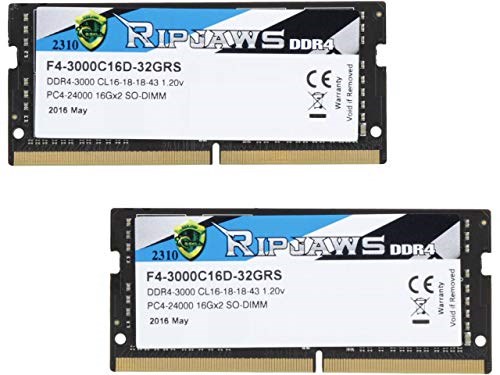 RIPJAWS DDR4
2310
F4-3000C16D-32GRS
DDR4-3000 CL16-18-18-43 1.20v
PC4-24000 16Gx2 SO-DIMM
2016 May
Warranty
Void if Removed
RIPJAWS DDR4
2310
F4-3000C16D-32GRS
DDR4-3000 CL16-18-18-43 1.20v
PC4-24000 16Gx2 SO-DIMM
2016 May
Warranty
Void if Removed